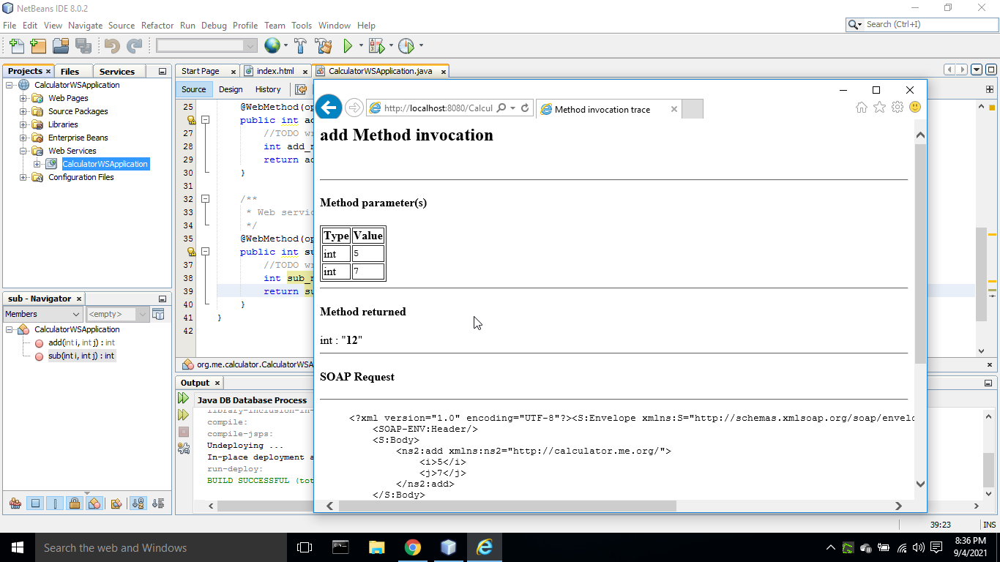 NetBeans IDE 8.0.2
File Edit View Navigate Source Refactor Run Debug Profile Team Tools Window Help
Search (Ctrl+I)
Projects Files Services
CalculatorWSApplication
Web Pages
Source Packages
Libraries
Enterprise Beans
Web Services
CalculatorWSApplication
Configuration Files
sub - Navigator
Members <empty>
CalculatorWSApplication
add(int i, int j) : int
sub(int i, int j) : int
Start Page index.html CalculatorWSApplication.java
Source Design History
25 @WebMethod(op
public int ad
27 //TODO wr
28 int add_r
29 return ad
30 }
31
32 /**
33 * Web servic
34 */
35 @WebMethod(op
public int su
37 //TODO wr
38 int sub_r
39 return su
40 }
41 }
42
org.me.calculator.CalculatorWSA
Output
Java DB Database Process
library-inclusion-in-
compile:
compile-jsps:
Undeploying ...
In-place deployment a
run-deploy:
BUILD SUCCESSFUL (tot
http://localhost:8080/Calcul
Method invocation trace
add Method invocation
Method parameter(s)
Type Value
int 5
int 7
Method returned
int : "12"
SOAP Request
<?xml version="1.0" encoding="UTF-8"?><S:Envelope xmlns:S="http://schemas.xmlsoap.org/soap/envelo
<SOAP-ENV:Header/>
<S:Body>
<ns2:add xmlns:ns2="http://calculator.me.org/">
<i>5</i>
<j>7</j>
</ns2:add>
</S:Body>
39:23 INS
Search the web and Windows
8:36 PM
9/4/2021